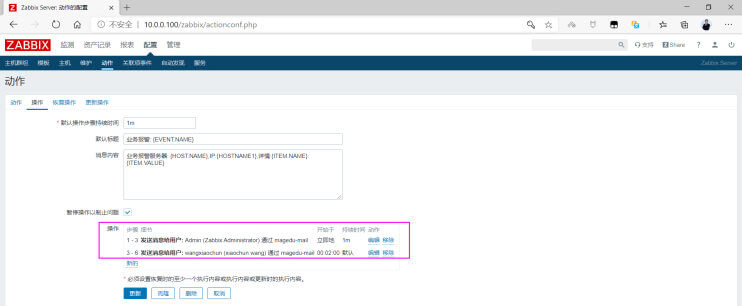 Zabbix Server: 动作的配置
不安全 | 10.0.0.100/zabbix/actionconf.php
ZABBIX 监测 资产记录 报表 配置 管理 支持 Share ?
主机群组 模板 主机 维护 动作 关联项事件 自动发现 服务 Zabbix Server
动作
动作 操作 恢复操作 更新操作
* 默认操作步骤持续时间 1m
默认标题 业务报警: {EVENT.NAME}
消息内容 业务报警服务器: {HOST.NAME},IP:{HOSTNAME1},详情:{ITEM.NAME}:
{ITEM.VALUE}
暂停操作以制止问题
操作 步骤 细节 开始于 持续时间 动作
1 - 3 发送消息给用户: Admin (Zabbix Administrator) 通过 magedu-mail 立即地 1m 编辑 移除
3 - 6 发送消息给用户: wangxiaochun (xiaochun wang) 通过 magedu-mail 00:02:00 默认 编辑 移除
新的
* 必须设置恢复时的至少一个执行内容或执行内容或更新时的执行内容。
更新 克隆 删除 取消